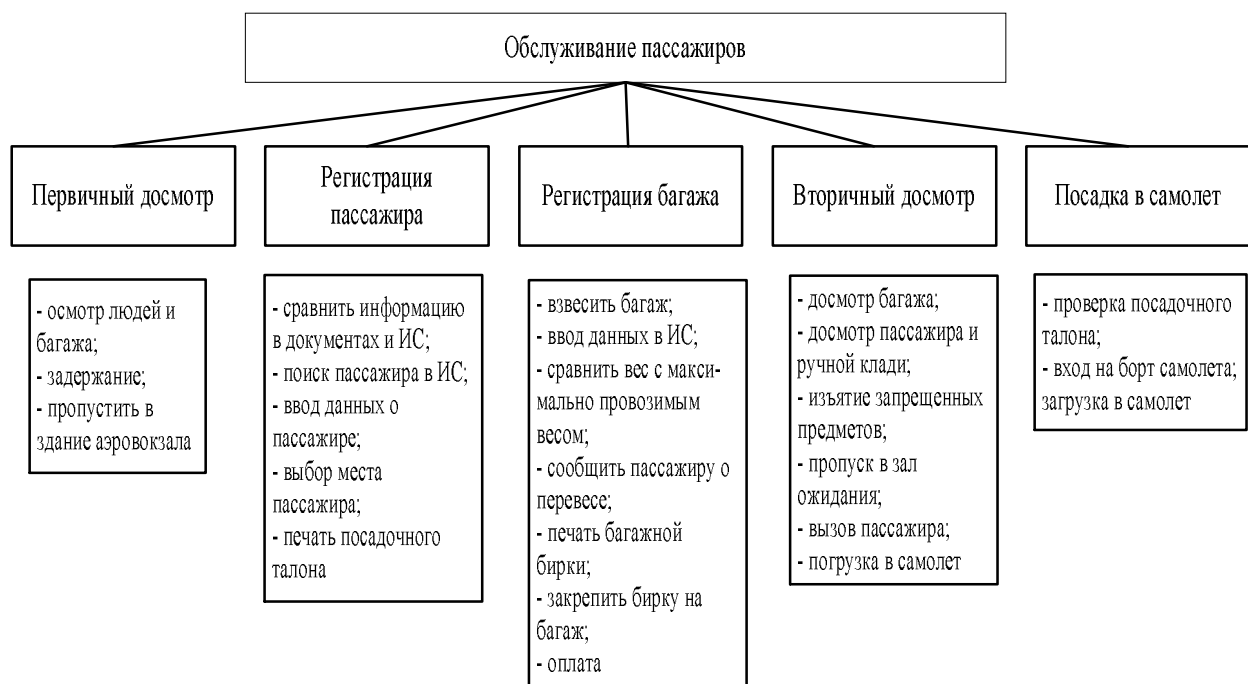 Обслуживание пассажиров
Первичный досмотр
Регистрация
пассажира
Регистрация багажа
Вторичный досмотр
Посадка в самолет
- осмотр людей и
багажа;
- задержание;
- пропустить в
здание аэровокзала
- сравнить информацию
в документах и ИС;
- поиск пассажира в ИС;
- ввод данных о
пассажире;
- выбор места
пассажира;
- печать посадочного
талона
- взвесить багаж;
- ввод данных в ИС;
- сравнить вес с макси-
мально провозимым
весом;
- сообщить пассажиру о
перевесе;
- печать багажной
бирки;
- закрепить бирку на
багаж;
- оплата
- досмотр багажа;
- досмотр пассажира и
ручной клади;
- изъятие запрещенных
предметов;
- пропуск в зал
ожидания;
- вызов пассажира;
- погрузка в самолет
- проверка посадочного
талона;
- вход на борт самолета;
загрузка в самолет